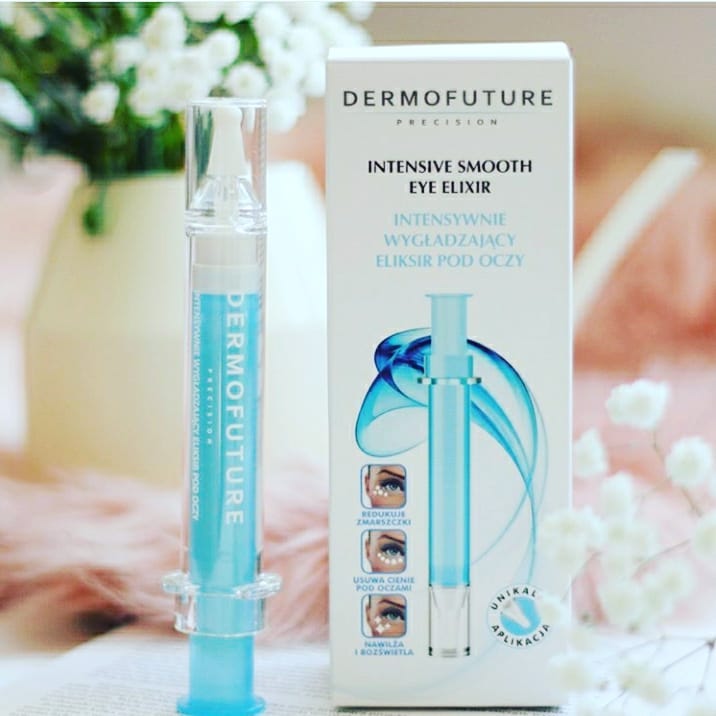 DERMOFUTURE
PRECISION
INTENSYWNIE WYGŁADZAJĄCY ELIKSIR POD OCZY
DERMOFUTURE
PRECISION
INTENSIVE SMOOTH
EYE ELIXIR
INTENSYWNIE
WYGŁADZAJĄCY
ELIKSIR POD OCZY
REDUKUJE
ZMARSZCZKI
USUWA CIENIE
POD OCZAMI
NAWILŻA
I ROZŚWIETLA
UNIKAL
APLIKACJA